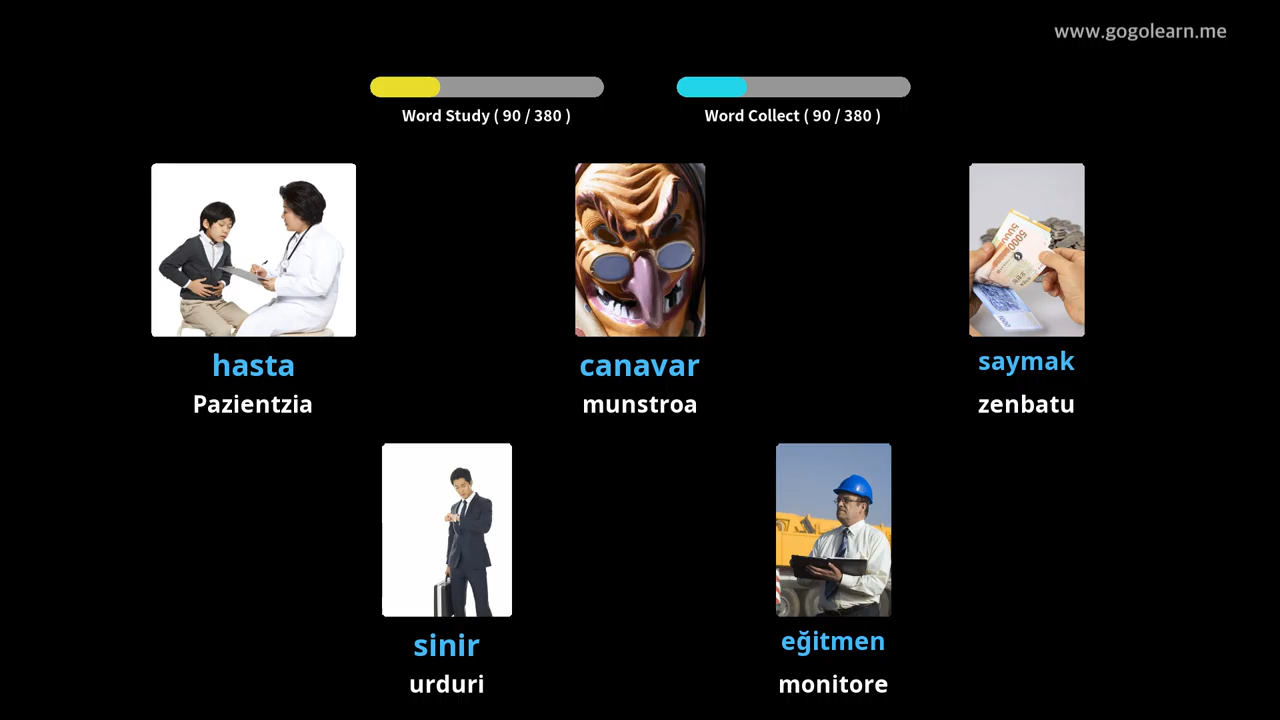 www.gogolearn.me
Word Study ( 90 / 380 )
Word Collect ( 90 / 380 )
hasta
Pazientzia
canavar
munstroa
saymak
zenbatu
sinir
urduri
eğitmen
monitore